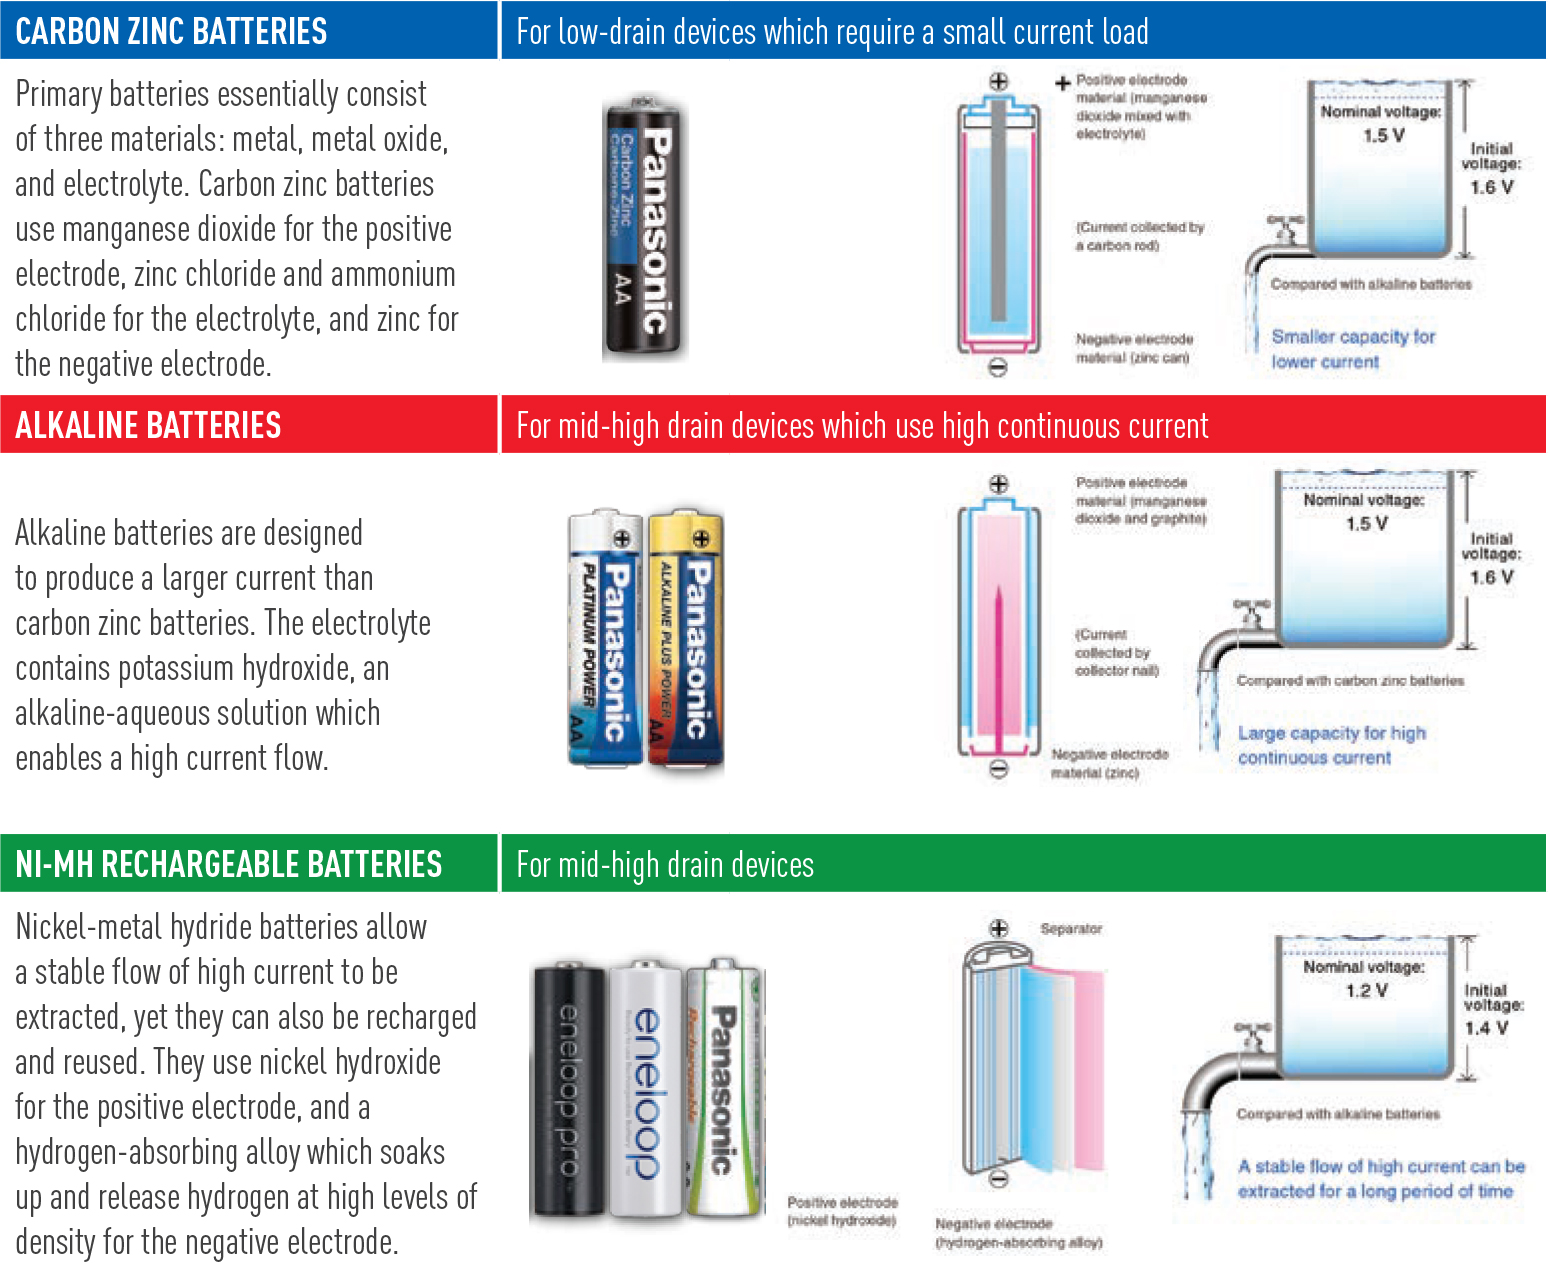 CARBON ZINC BATTERIES
For low-drain devices which require a small current load
Primary batteries essentially consist
of three materials: metal, metal oxide,
and electrolyte. Carbon zinc batteries
use manganese dioxide for the positive
electrode, zinc chloride and ammonium
chloride for the electrolyte, and zinc for
the negative electrode.
Panasonic
Carbon Zinc
Carbone-Zinc
AA
+ Positive electrode
material (manganese
dioxide mixed with
electrolyte)
(Current collected by
a carbon rod)
Negative electrode
material (zinc can)
Nominal voltage:
1.5 V
Initial
voltage:
1.6 V
Compared with alkaline batteries
Smaller capacity for
lower current
ALKALINE BATTERIES
For mid-high drain devices which use high continuous current
Alkaline batteries are designed
to produce a larger current than
carbon zinc batteries. The electrolyte
contains potassium hydroxide, an
alkaline-aqueous solution which
enables a high current flow.
Panasonic
PLATINUM POWER
AA
Panasonic
ALKALINE PLUS POWER
AA
Positive electrode
material (manganese
dioxide and graphite)
(Current
collected by
collector nail)
Negative electrode
material (zinc)
Nominal voltage:
1.5 V
Initial
voltage:
1.6 V
Compared with carbon zinc batteries
Large capacity for high
continuous current
NI-MH RECHARGEABLE BATTERIES
For mid-high drain devices
Nickel-metal hydride batteries allow
a stable flow of high current to be
extracted, yet they can also be recharged
and reused. They use nickel hydroxide
for the positive electrode, and a
hydrogen-absorbing alloy which soaks
up and release hydrogen at high levels of
density for the negative electrode.
eneloop pro
eneloop
Panasonic
Rechargeable
Separator
Positive electrode
(nickel hydroxide)
Negative electrode
(hydrogen-absorbing alloy)
Nominal voltage:
1.2 V
Initial
voltage:
1.4 V
Compared with alkaline batteries
A stable flow of high current can be
extracted for a long period of time